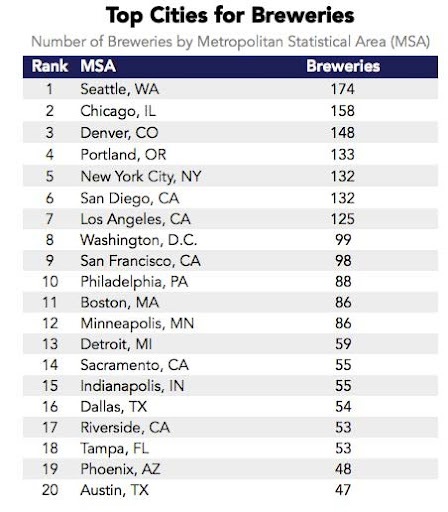 Top Cities for Breweries
Number of Breweries by Metropolitan Statistical Area (MSA)
Rank MSA Breweries
1 Seattle, WA 174
2 Chicago, IL 158
3 Denver, CO 148
4 Portland, OR 133
5 New York City, NY 132
6 San Diego, CA 132
7 Los Angeles, CA 125
8 Washington, D.C. 99
9 San Francisco, CA 98
10 Philadelphia, PA 88
11 Boston, MA 86
12 Minneapolis, MN 86
13 Detroit, MI 59
14 Sacramento, CA 55
15 Indianapolis, IN 55
16 Dallas, TX 54
17 Riverside, CA 53
18 Tampa, FL 53
19 Phoenix, AZ 48
20 Austin, TX 47